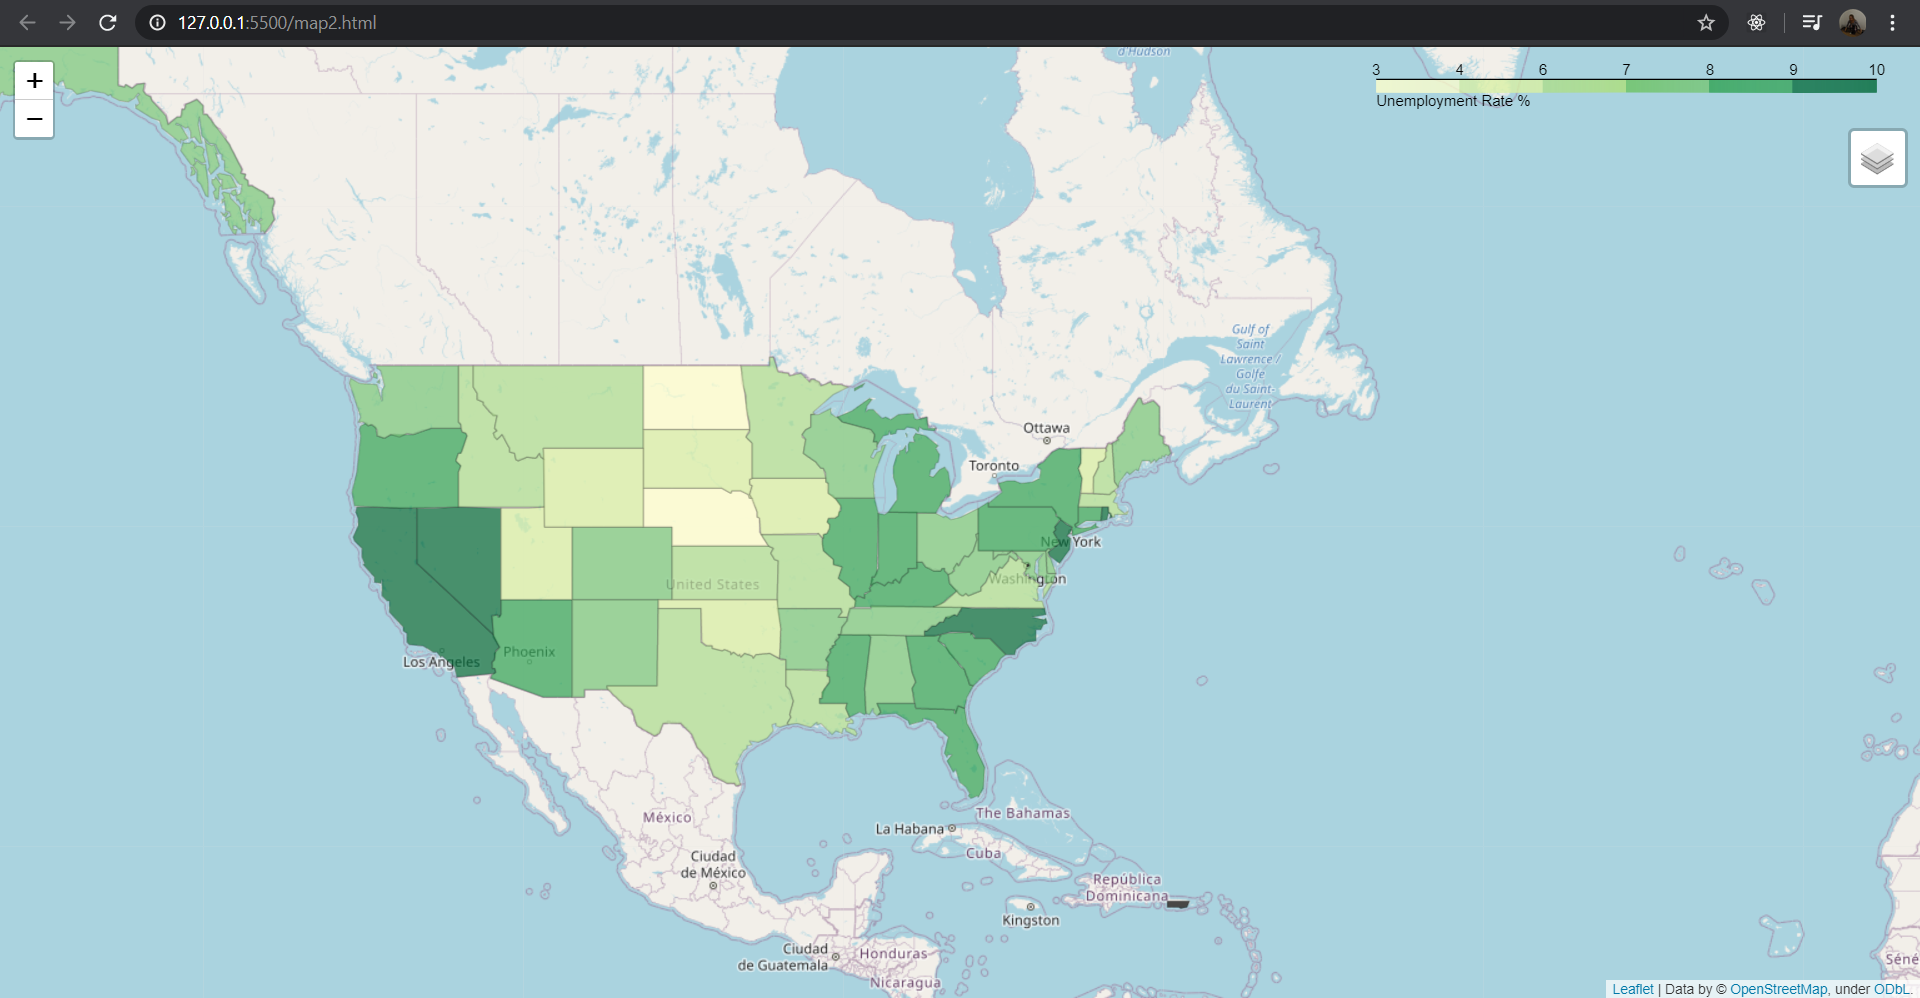 127.0.0.1:5500/map2.html
d'Hudson
+
−
3 4 6 7 8 9 10
Unemployment Rate %
Gulf of
Saint
Lawrence /
Golfe
du Saint-
Laurent
Ottawa
Toronto
New York
United States
Washington
Phoenix
Los Angeles
México
The Bahamas
La Habana
Cuba
Ciudad
de México
República
Dominicana
Kingston
Ciudad
de Guatemala
Honduras
Nicaragua
Séné
Leaflet | Data by © OpenStreetMap, under ODbL.